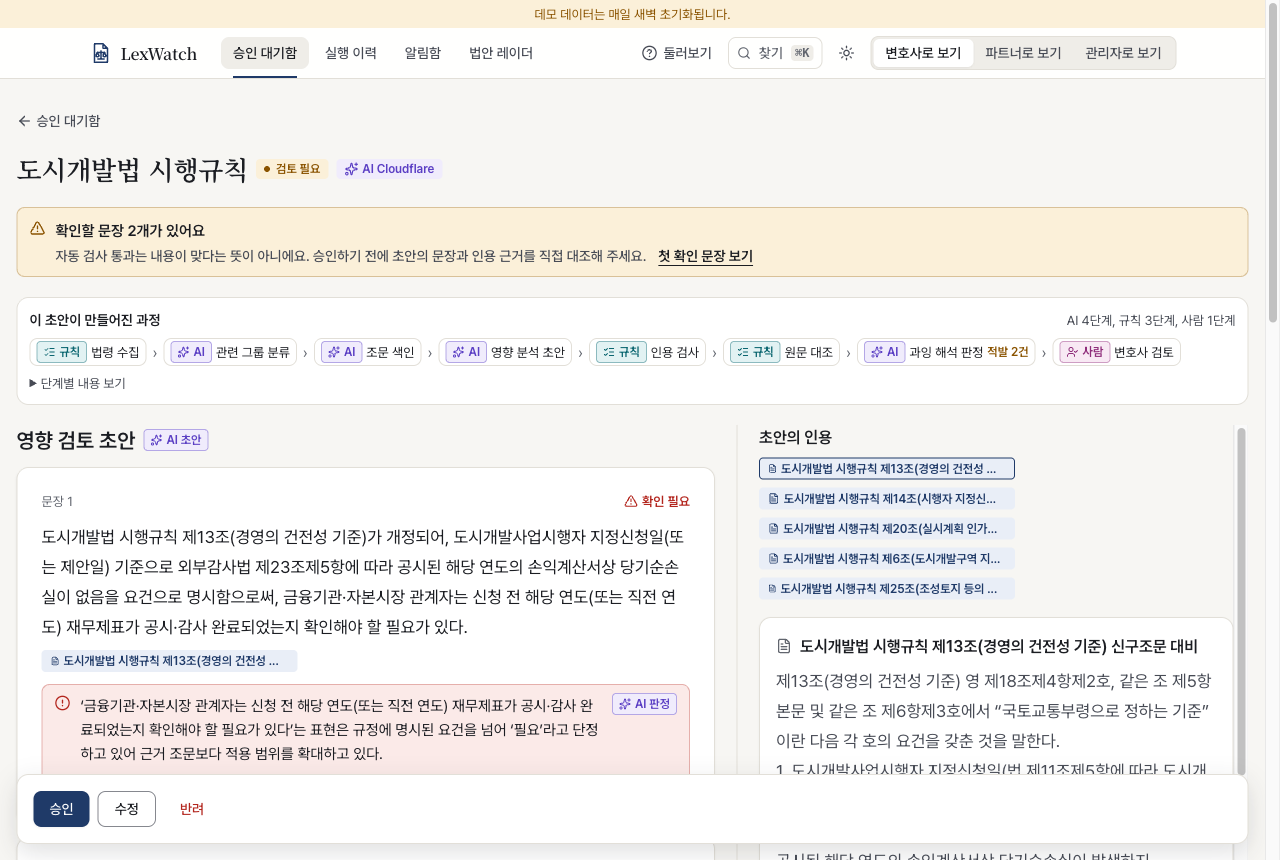 데모 데이터는 매일 새벽 초기화됩니다.
LexWatch
승인 대기함
실행 이력
알림함
법안 레이더
둘러보기
찾기 ⌘K
변호사로 보기
파트너로 보기
관리자로 보기
← 승인 대기함
도시개발법 시행규칙
검토 필요
AI Cloudflare
확인할 문장 2개가 있어요
자동 검사 통과는 내용이 맞다는 뜻이 아니에요. 승인하기 전에 초안의 문장과 인용 근거를 직접 대조해 주세요. 첫 확인 문장 보기
이 초안이 만들어진 과정
AI 4단계, 규칙 3단계, 사람 1단계
규칙 법령 수집 › AI 관련 그룹 분류 › AI 조문 색인 › AI 영향 분석 초안 › 규칙 인용 검사 › 규칙 원문 대조 › AI 과잉 해석 판정 적발 2건 › 사람 변호사 검토
▶ 단계별 내용 보기
영향 검토 초안
AI 초안
문장 1
확인 필요
도시개발법 시행규칙 제13조(경영의 건전성 기준)가 개정되어, 도시개발사업시행자 지정신청일(또
는 제안일) 기준으로 외부감사법 제23조제5항에 따라 공시된 해당 연도의 손익계산서상 당기순손
실이 없음을 요건으로 명시함으로써, 금융기관·자본시장 관계자는 신청 전 해당 연도(또는 직전 연
도) 재무제표가 공시·감사 완료되었는지 확인해야 할 필요가 있다.
도시개발법 시행규칙 제13조(경영의 건전성 ...
‘금융기관·자본시장 관계자는 신청 전 해당 연도(또는 직전 연도) 재무제표가 공시·감사 완
료되었는지 확인해야 할 필요가 있다’는 표현은 규정에 명시된 요건을 넘어 ‘필요’라고 단정
하고 있어 근거 조문보다 적용 범위를 확대하고 있다.
AI 판정
초안의 인용
도시개발법 시행규칙 제13조(경영의 건전성 ...
도시개발법 시행규칙 제14조(시행자 지정신...
도시개발법 시행규칙 제20조(실시계획 인가...
도시개발법 시행규칙 제6조(도시개발구역 지...
도시개발법 시행규칙 제25조(조성토지 등의 ...
도시개발법 시행규칙 제13조(경영의 건전성 기준) 신구조문 대비
제13조(경영의 건전성 기준) 영 제18조제4항제2호, 같은 조 제5항
본문 및 같은 조 제6항제3호에서 “국토교통부령으로 정하는 기준”
이란 다음 각 호의 요건을 갖춘 것을 말한다.
1. 도시개발사업시행자 지정신청일(법 제11조제5항에 따라 도시개
승인
수정
반려